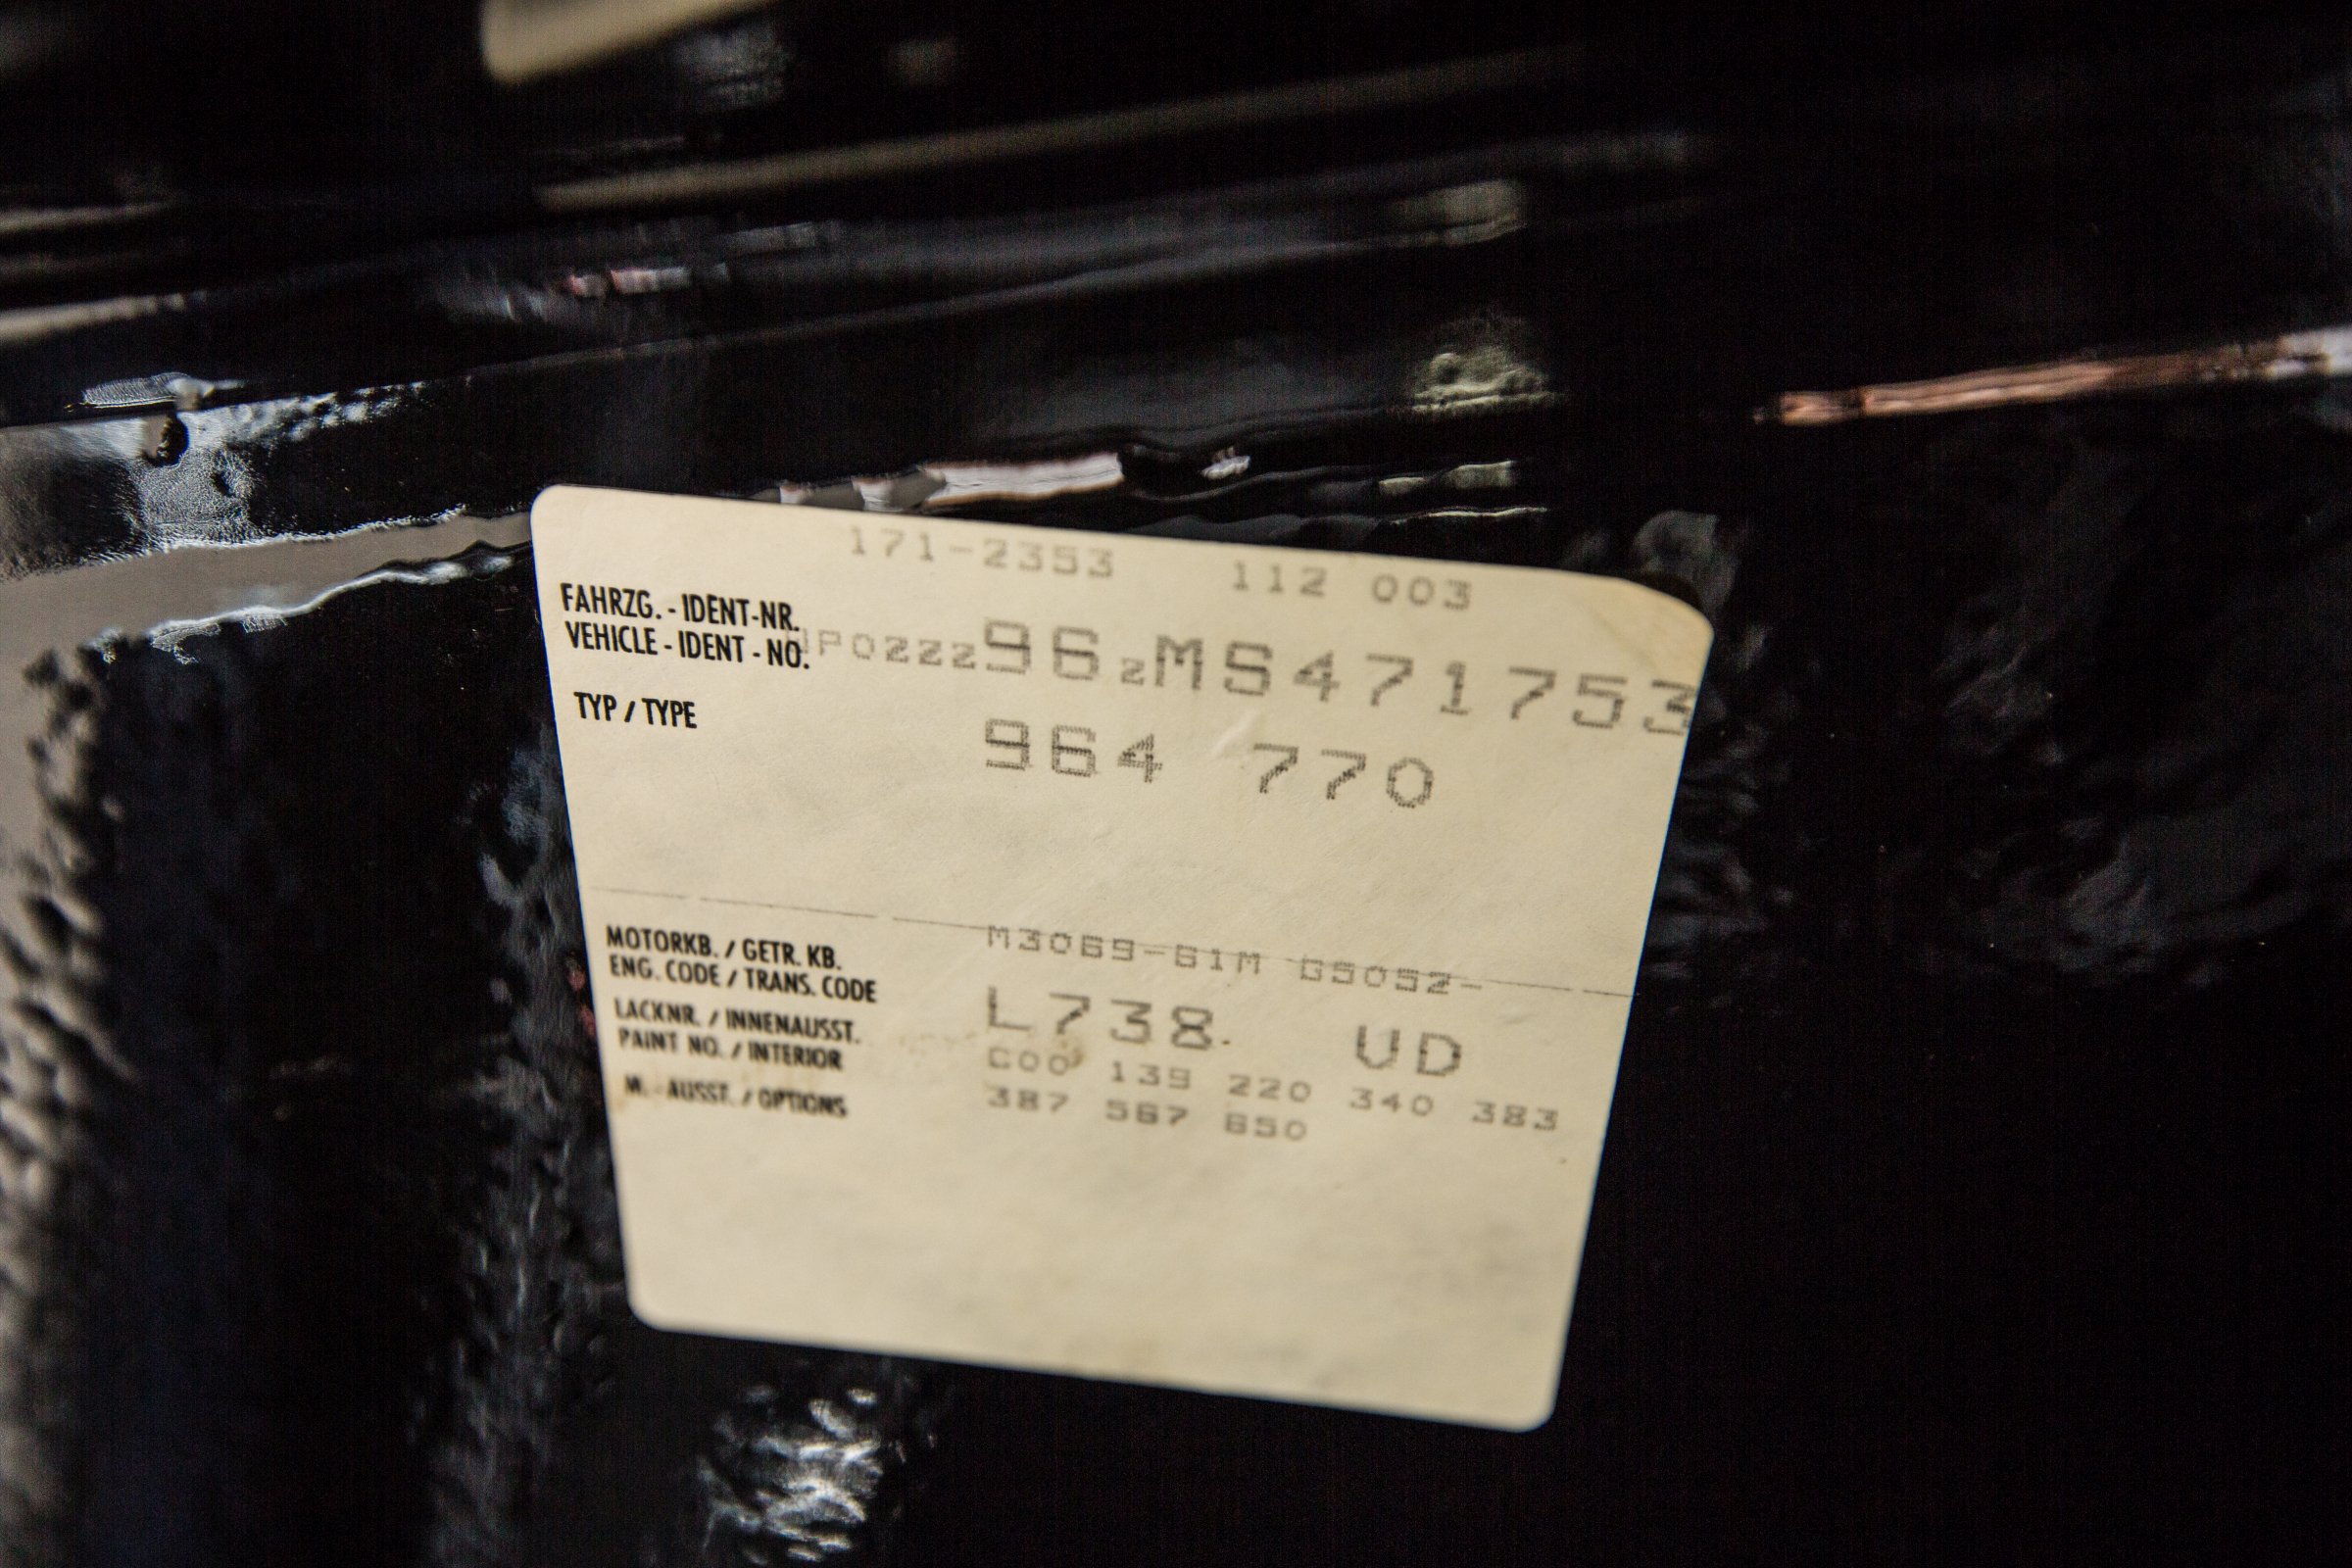 171-2353 112 003
FAHRZG. - IDENT-NR.
VEHICLE - IDENT - NO. WP0ZZZ96ZMS471753
TYP / TYPE 964 770
MOTORKB. / GETR. KB. M3069-61M G5052-
ENG. CODE / TRANS. CODE
LACKNR. / INNENAUSST. L738. UD
PAINT NO. / INTERIOR C00 139 220 340 383
M. - AUSST. / OPTIONS 387 567 650